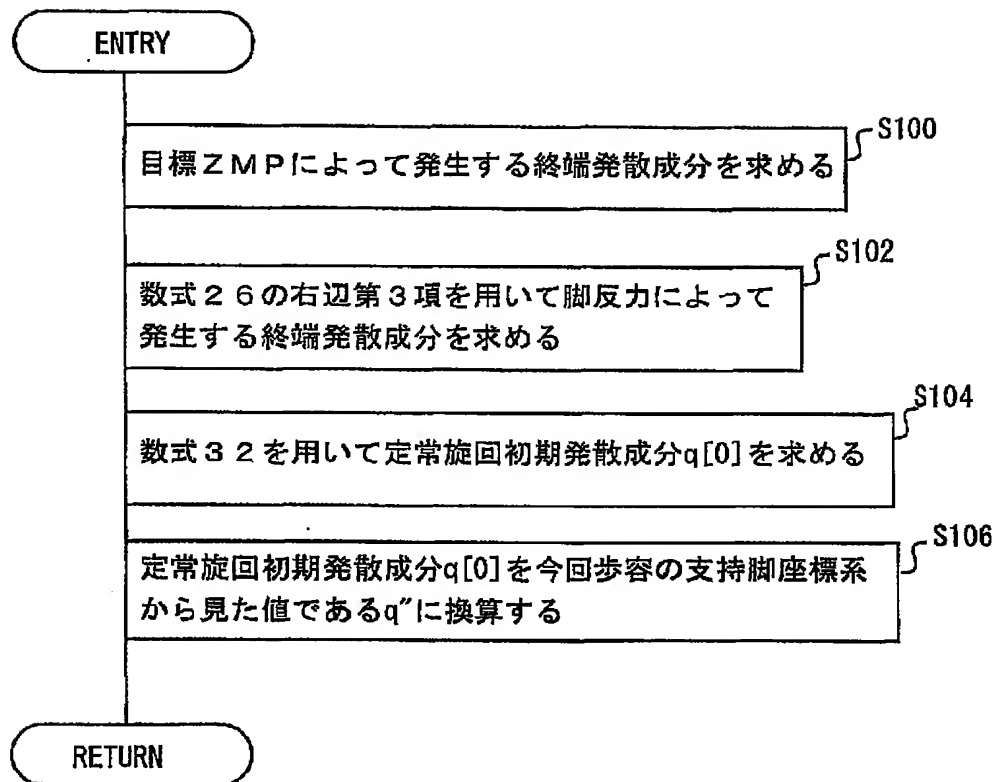 ENTRY
S100
目標ZMPによって発生する終端発散成分を求める
S102
数式26の右辺第3項を用いて脚反力によって
発生する終端発散成分を求める
S104
数式32を用いて定常旋回初期発散成分q[0]を求める
S106
定常旋回初期発散成分q[0]を今回歩容の支持脚座標系
から見た値であるq″に換算する
RETURN